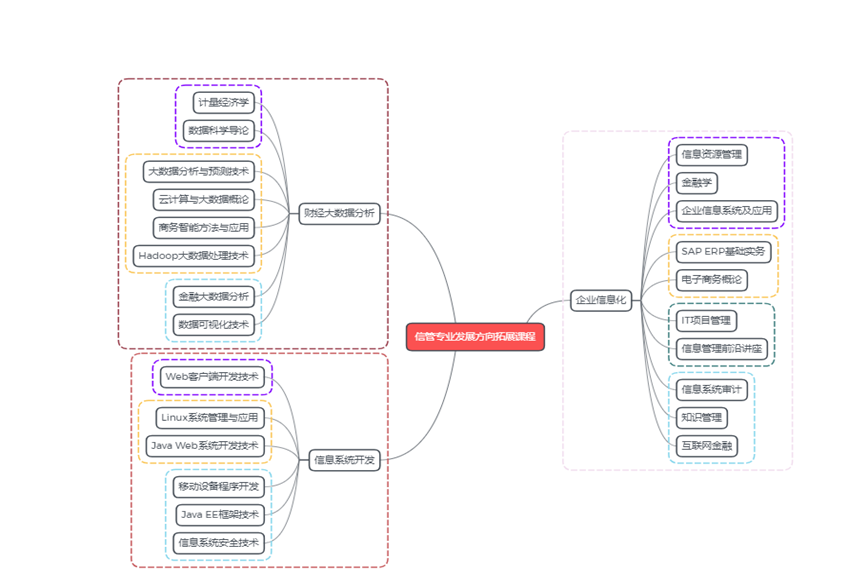 计量经济学
数据科学导论
大数据分析与预测技术
云计算与大数据概论
商务智能方法与应用
Hadoop大数据处理技术
金融大数据分析
数据可视化技术
财经大数据分析
Web客户端开发技术
Linux系统管理与应用
Java Web系统开发技术
移动设备程序开发
Java EE框架技术
信息系统安全技术
信息系统开发
信管专业发展方向拓展课程
企业信息化
信息资源管理
金融学
企业信息系统及应用
SAP ERP基础实务
电子商务概论
IT项目管理
信息管理前沿讲座
信息系统审计
知识管理
互联网金融